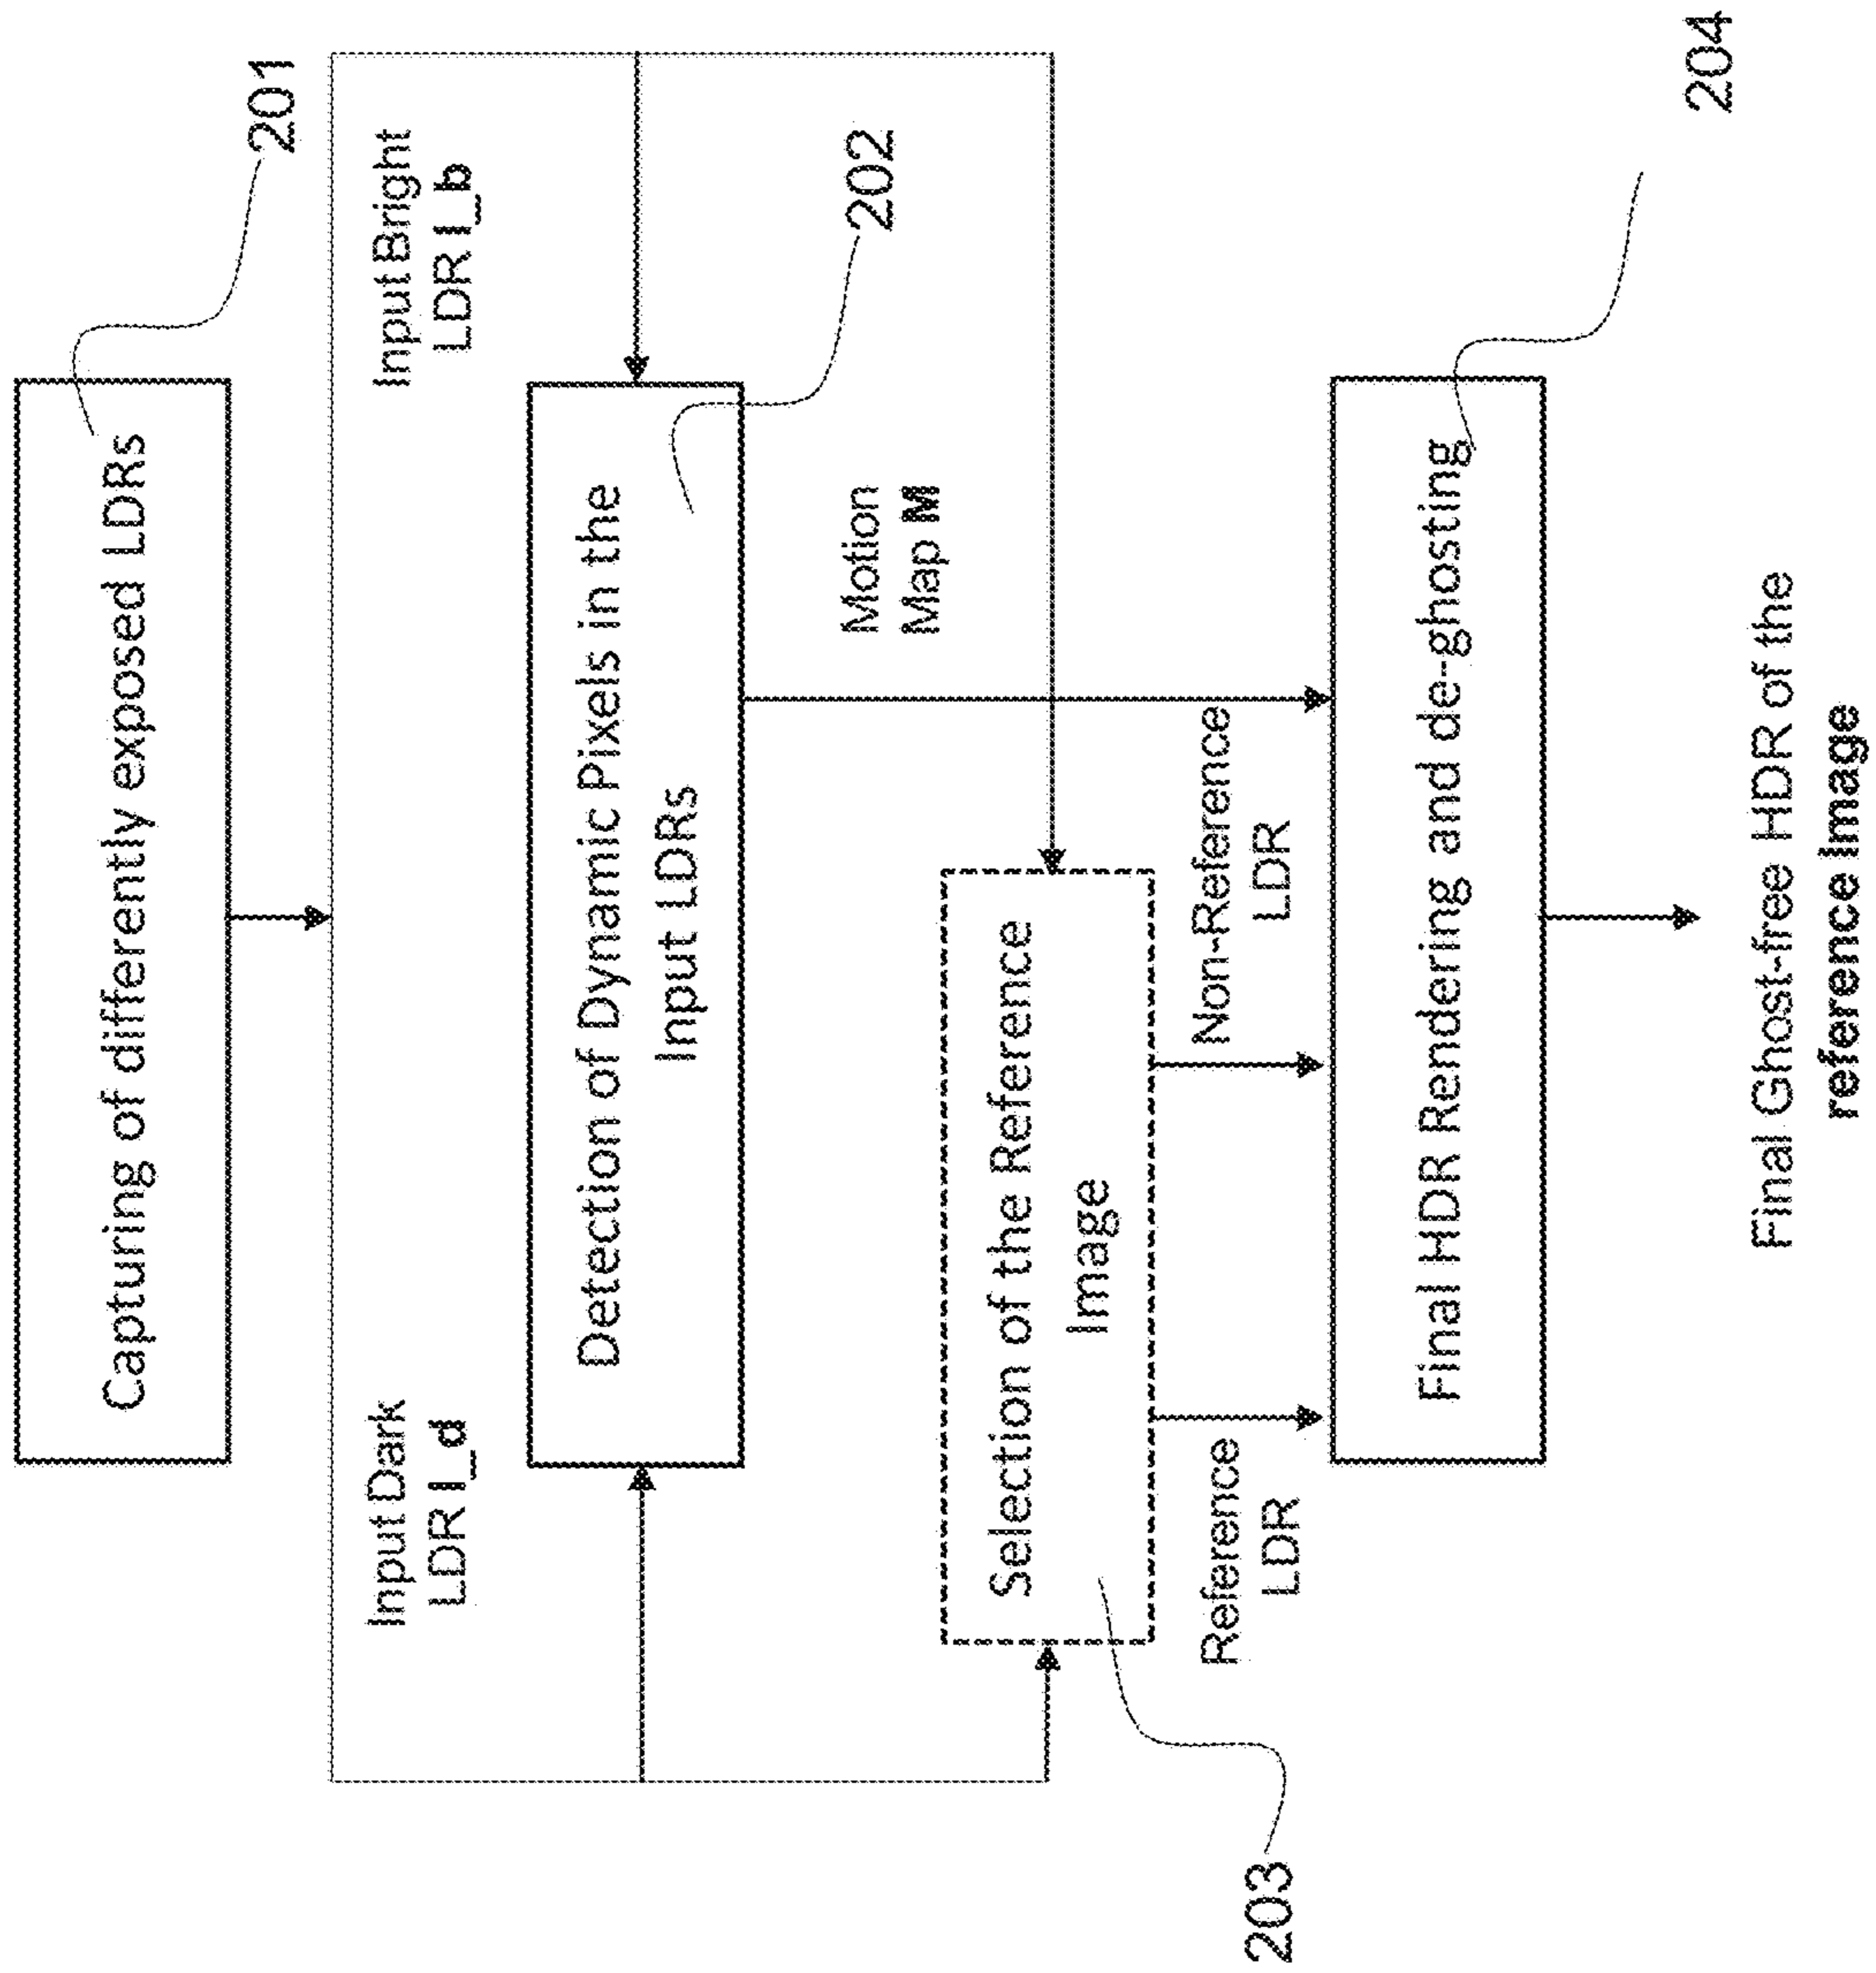 Capturing of differently exposed LDRs
201
Input Dark
LDR I_d
Input Bright
LDR I_b
Detection of Dynamic Pixels in the
Input LDRs
202
Motion
Map M
Selection of the Reference
Image
203
Reference
LDR
Non-Reference
LDR
Final HDR Rendering and de-ghosting
204
Final Ghost-free HDR of the
reference image